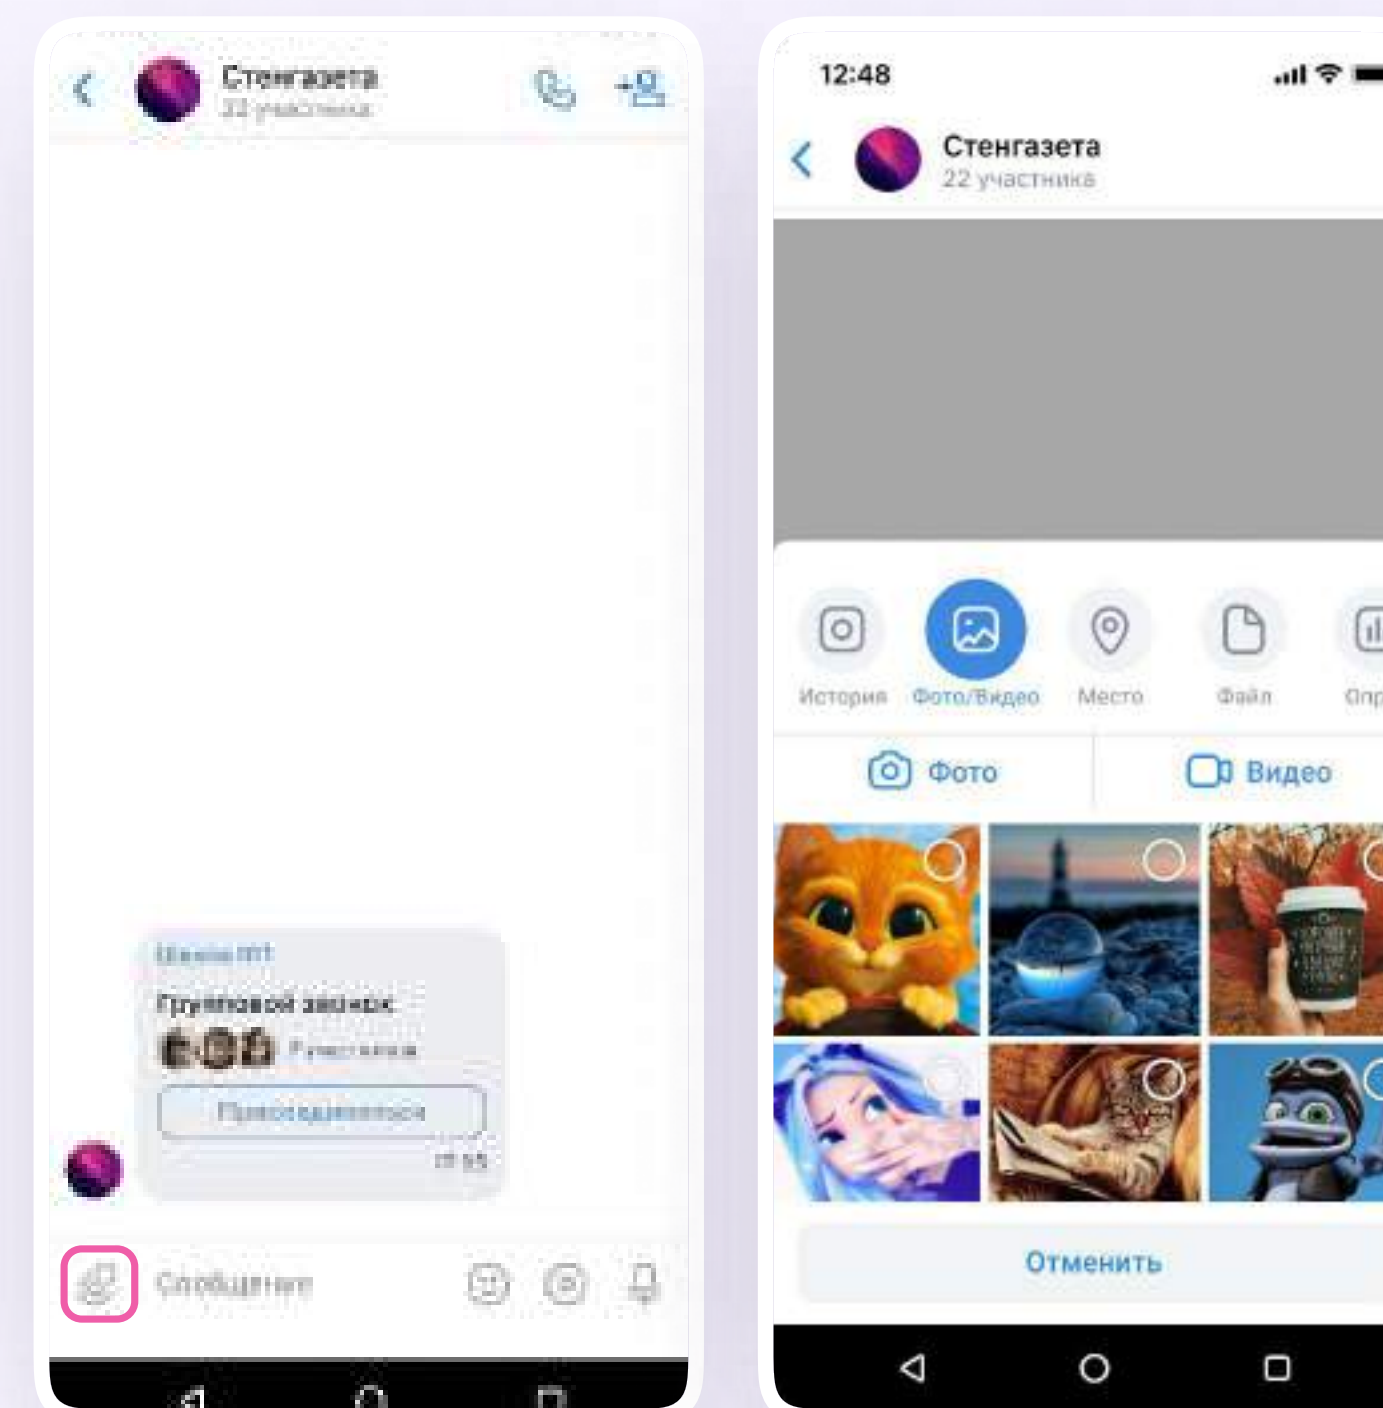 Стенгазета
22 участника
Групповой звонок
Присоединиться
Сообщение
12:48
Стенгазета
22 участника
История
Фото/Видео
Место
Файл
Опр
Фото
Видео
Отменить